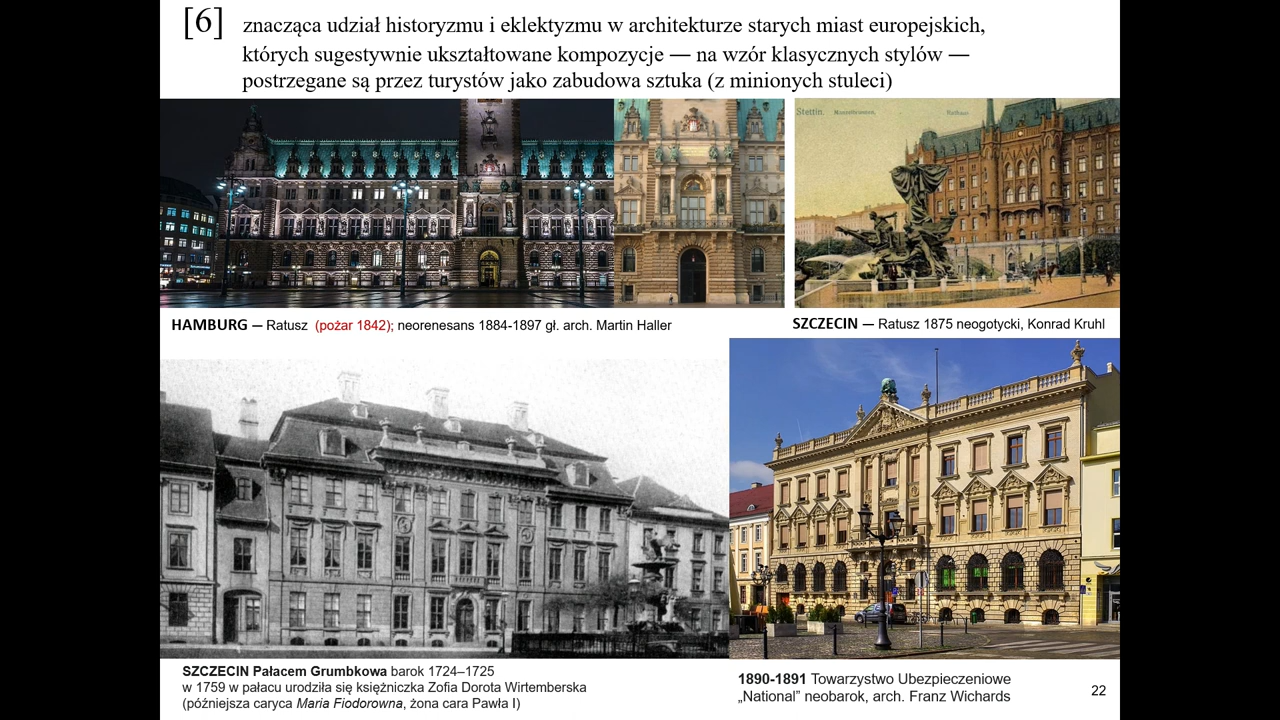 [6] znacząca udział historyzmu i eklektyzmu w architekturze starych miast europejskich,
których sugestywnie ukształtowane kompozycje — na wzór klasycznych stylów —
postrzegane są przez turystów jako zabudowa sztuka (z minionych stuleci)
Stettin. Manzelbrunnen. Rathaus
HAMBURG — Ratusz (pożar 1842); neorenesans 1884-1897 gł. arch. Martin Haller
SZCZECIN — Ratusz 1875 neogotycki, Konrad Kruhl
SZCZECIN Pałacem Grumbkowa barok 1724–1725
w 1759 w pałacu urodziła się księżniczka Zofia Dorota Wirtemberska
(późniejsza caryca Maria Fiodorowna, żona cara Pawła I)
1890-1891 Towarzystwo Ubezpieczeniowe
„National” neobarok, arch. Franz Wichards
22